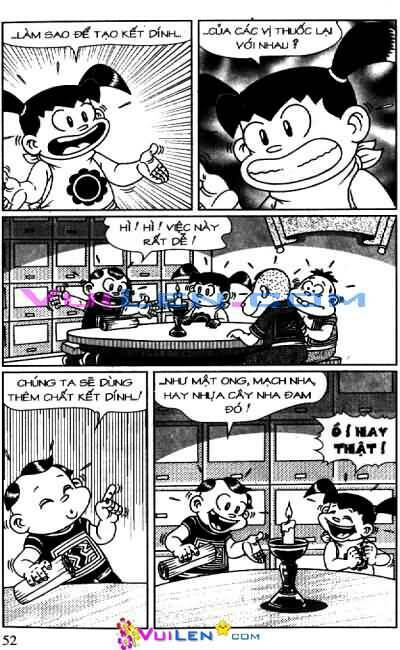 ..LÀM SAO ĐỂ TẠO KẾT DÍNH...
..CỦA CÁC VỊ THUỐC LẠI
VỚI NHAU?
HÌ! HÌ! VIỆC NÀY
RẤT DỄ!
VUILEN.COM
CHÚNG TA SẼ DÙNG
THÊM CHẤT KẾT DÍNH..!
..NHƯ MẬT ONG, MẠCH NHA,
HAY NHỰA CÂY NHA ĐAM
ĐÓ!
Ồ! HAY
THIỆT!
52
VUILEN.COM